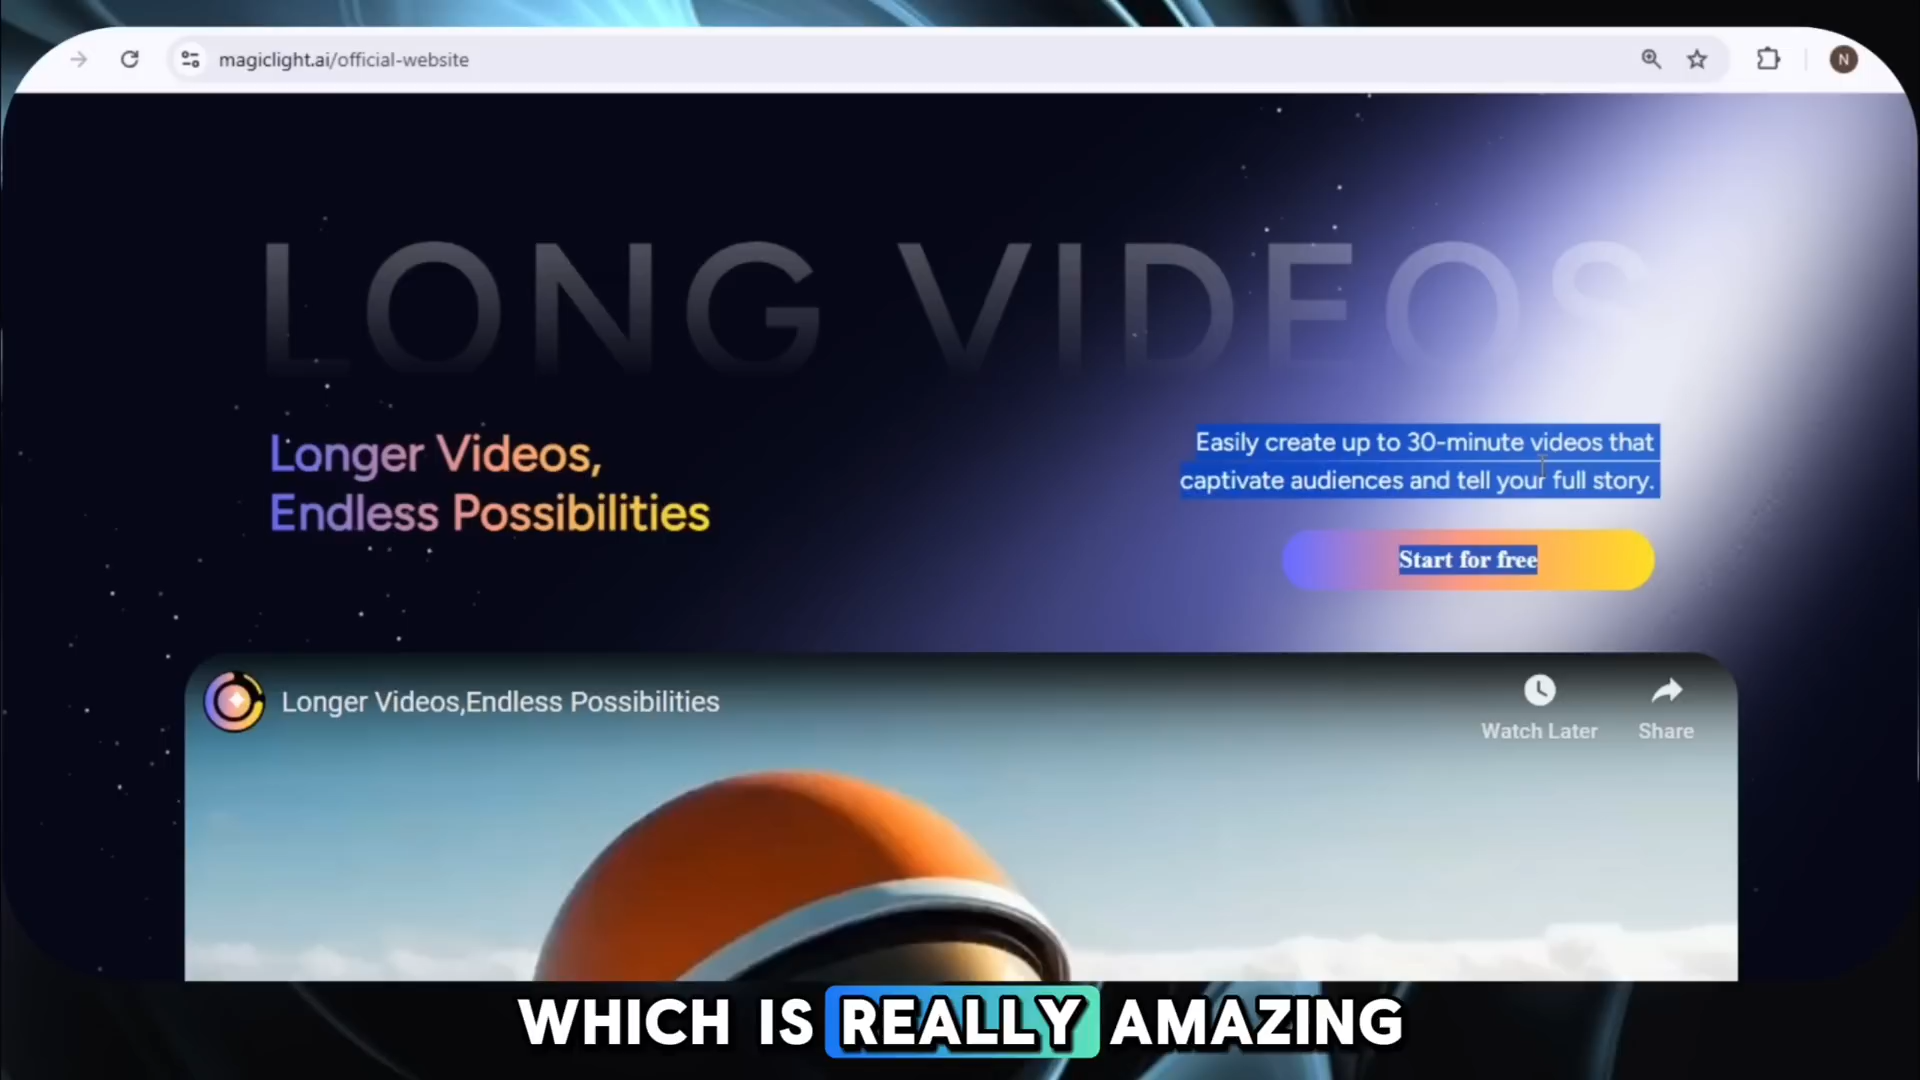 magiclight.ai/official-website
N
LONG VIDEOS
Longer Videos,
Endless Possibilities
Easily create up to 30-minute videos that
captivate audiences and tell your full story.
Start for free
Longer Videos,Endless Possibilities
Watch Later
Share
WHICH IS REALLY AMAZING